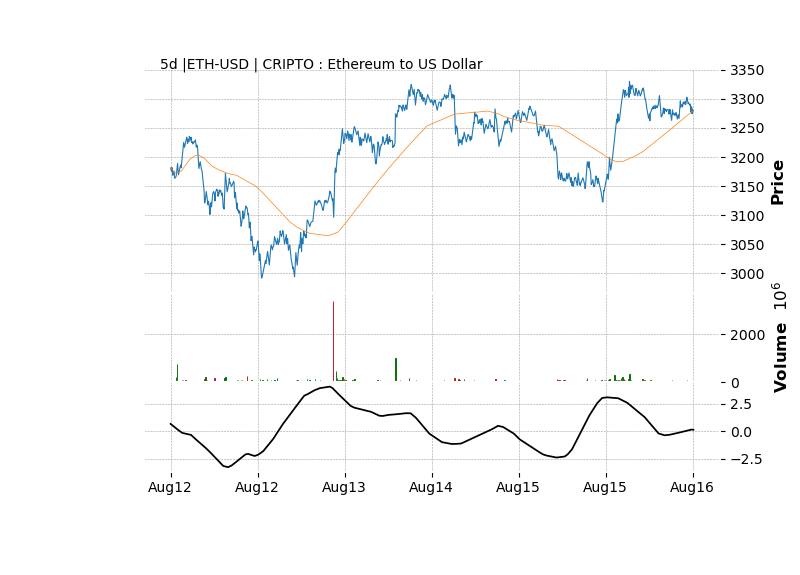 5d |ETH-USD | CRIPTO : Ethereum to US Dollar
3350
3300
3250
3200
3150
3100
3050
3000
Price
2000
0
Volume 10^6
2.5
0.0
−2.5
Aug12
Aug12
Aug13
Aug14
Aug15
Aug15
Aug16